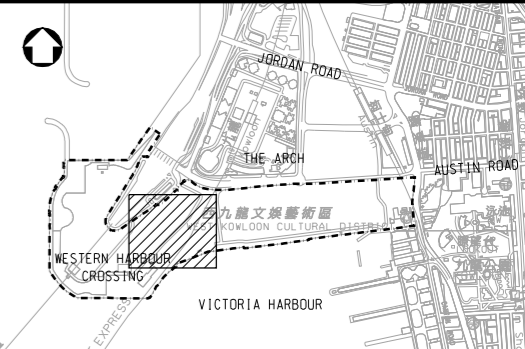 JORDAN ROAD
THE ARCH
AUSTIN ROAD
西九龍文娛藝術區
WEST KOWLOON CULTURAL DISTRICT
WESTERN HARBOUR
CROSSING
VICTORIA HARBOUR
EXPRESS
KOWLOON